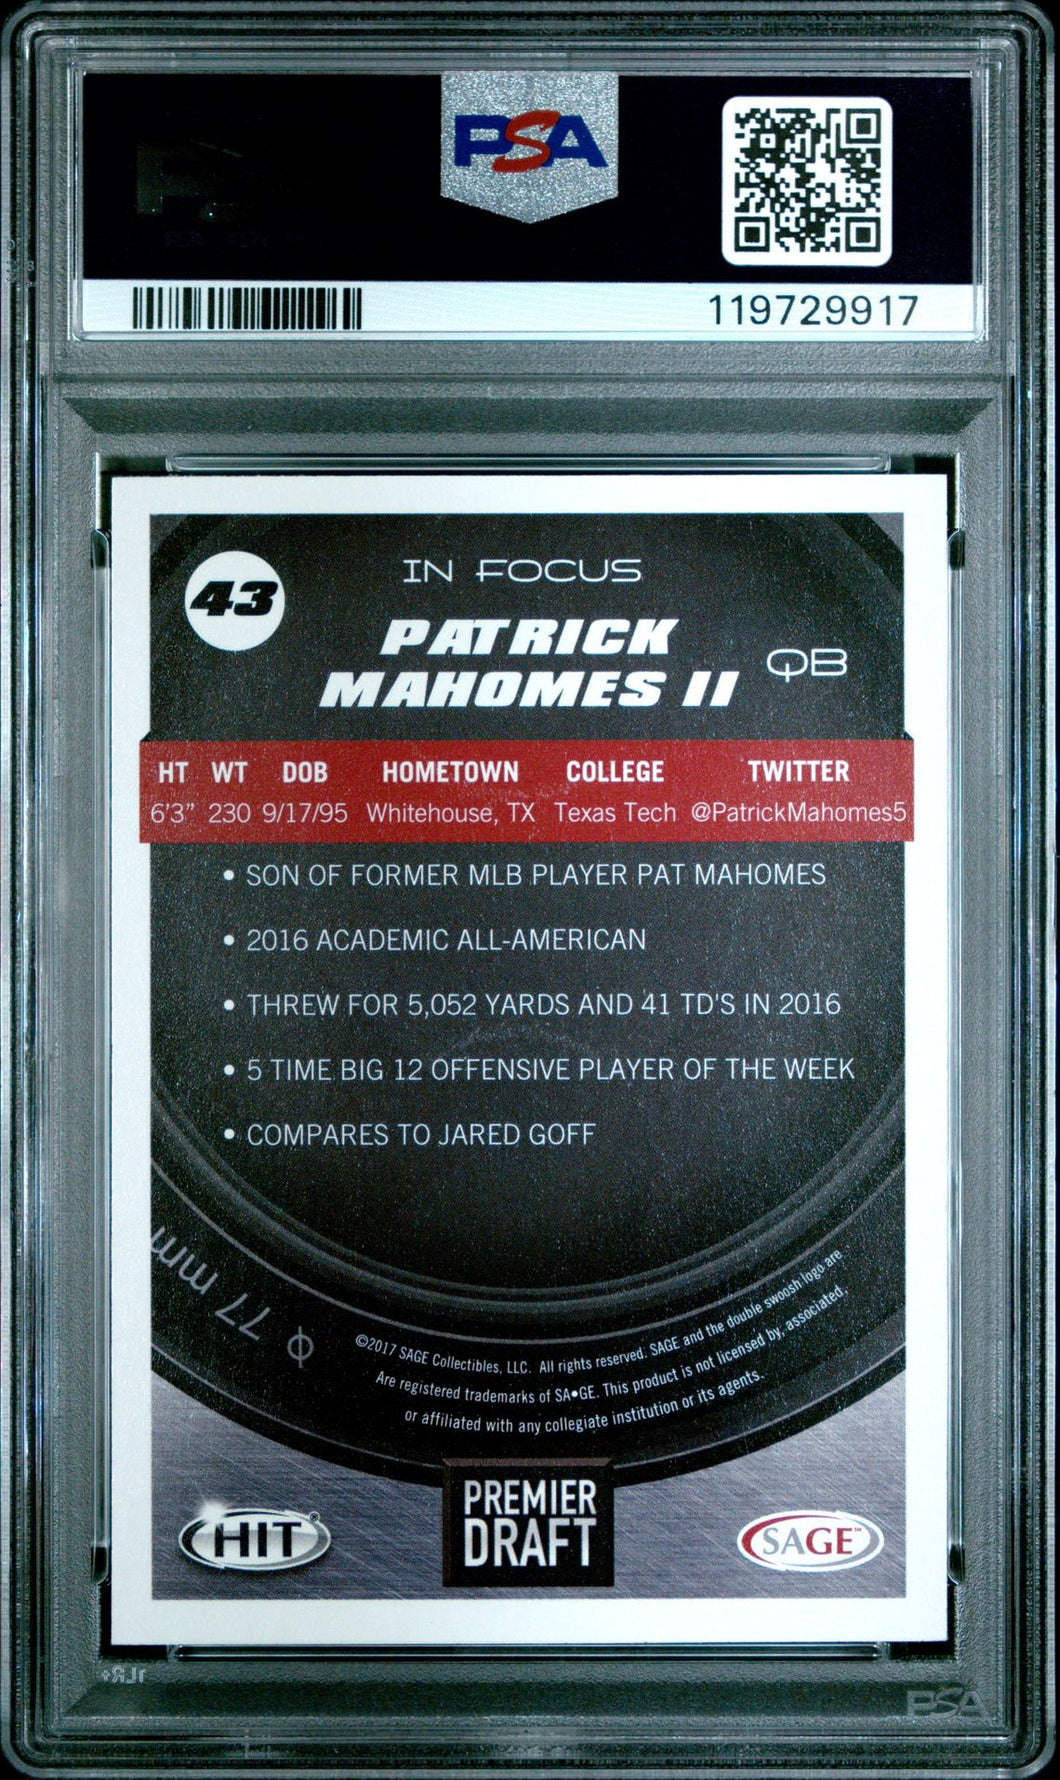 PSA
119729917
43
IN FOCUS
PATRICK
MAHOMES II
QB
HT WT DOB HOMETOWN COLLEGE TWITTER
6'3" 230 9/17/95 Whitehouse, TX Texas Tech @PatrickMahomes5
• SON OF FORMER MLB PLAYER PAT MAHOMES
• 2016 ACADEMIC ALL-AMERICAN
• THREW FOR 5,052 YARDS AND 41 TD'S IN 2016
• 5 TIME BIG 12 OFFENSIVE PLAYER OF THE WEEK
• COMPARES TO JARED GOFF
ϕ 77 mm
©2017 SAGE Collectibles, LLC. All rights reserved. SAGE and the double swoosh logo are
Are registered trademarks of SA•GE. This product is not licensed by, associated,
or affiliated with any collegiate institution or its agents.
HIT®
PREMIER
DRAFT
SAGE™
PSA